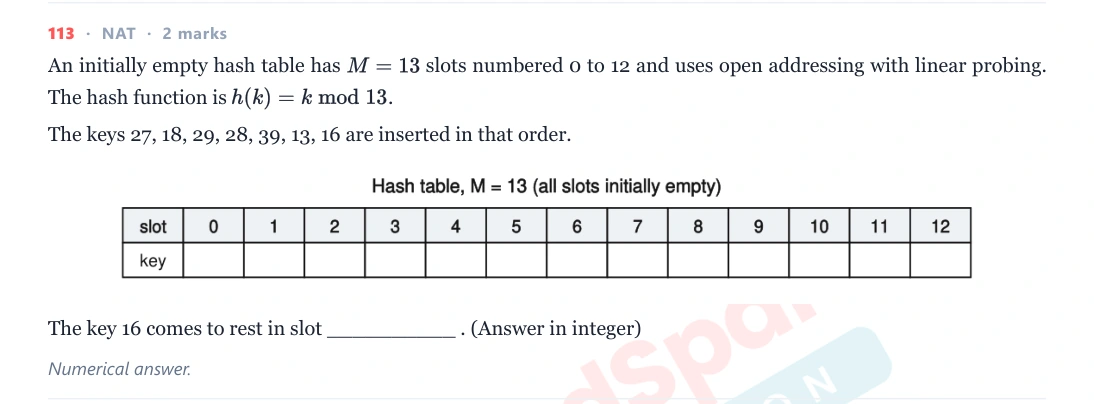 113 · NAT · 2 marks
An initially empty hash table has M = 13 slots numbered 0 to 12 and uses open addressing with linear probing.
The hash function is h(k) = k mod 13.
The keys 27, 18, 29, 28, 39, 13, 16 are inserted in that order.
Hash table, M = 13 (all slots initially empty)
slot 0 1 2 3 4 5 6 7 8 9 10 11 12
key
The key 16 comes to rest in slot ____________ . (Answer in integer)
Numerical answer.